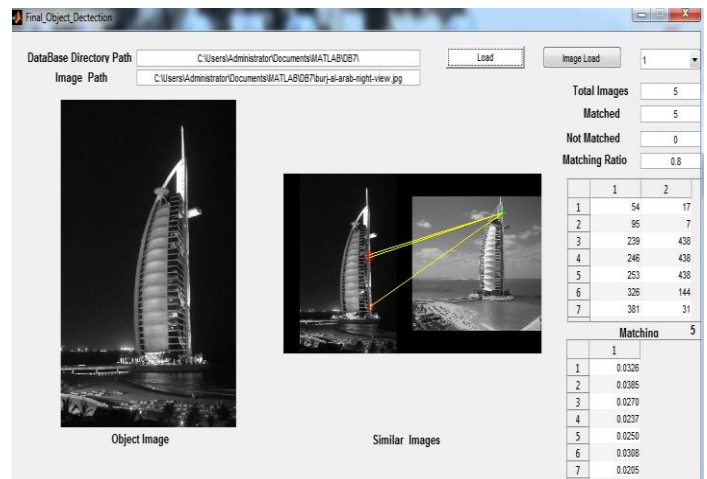 Final_Object_Dectection
DataBase Directory Path C:\Users\Administrator\Documents\MATLAB\DB7\ Load Image Load 1
Image Path C:\Users\Administrator\Documents\MATLAB\DB7\burj-al-arab-night-view.jpg
Total Images 5
Matched 5
Not Matched 0
Matching Ratio 0.8
1 2
1 54 17
2 95 7
3 239 438
4 246 438
5 253 438
6 326 144
7 381 31
Matching 5
1
1 0.0326
2 0.0385
3 0.0270
4 0.0237
5 0.0250
6 0.0308
7 0.0205
Object Image
Similar Images